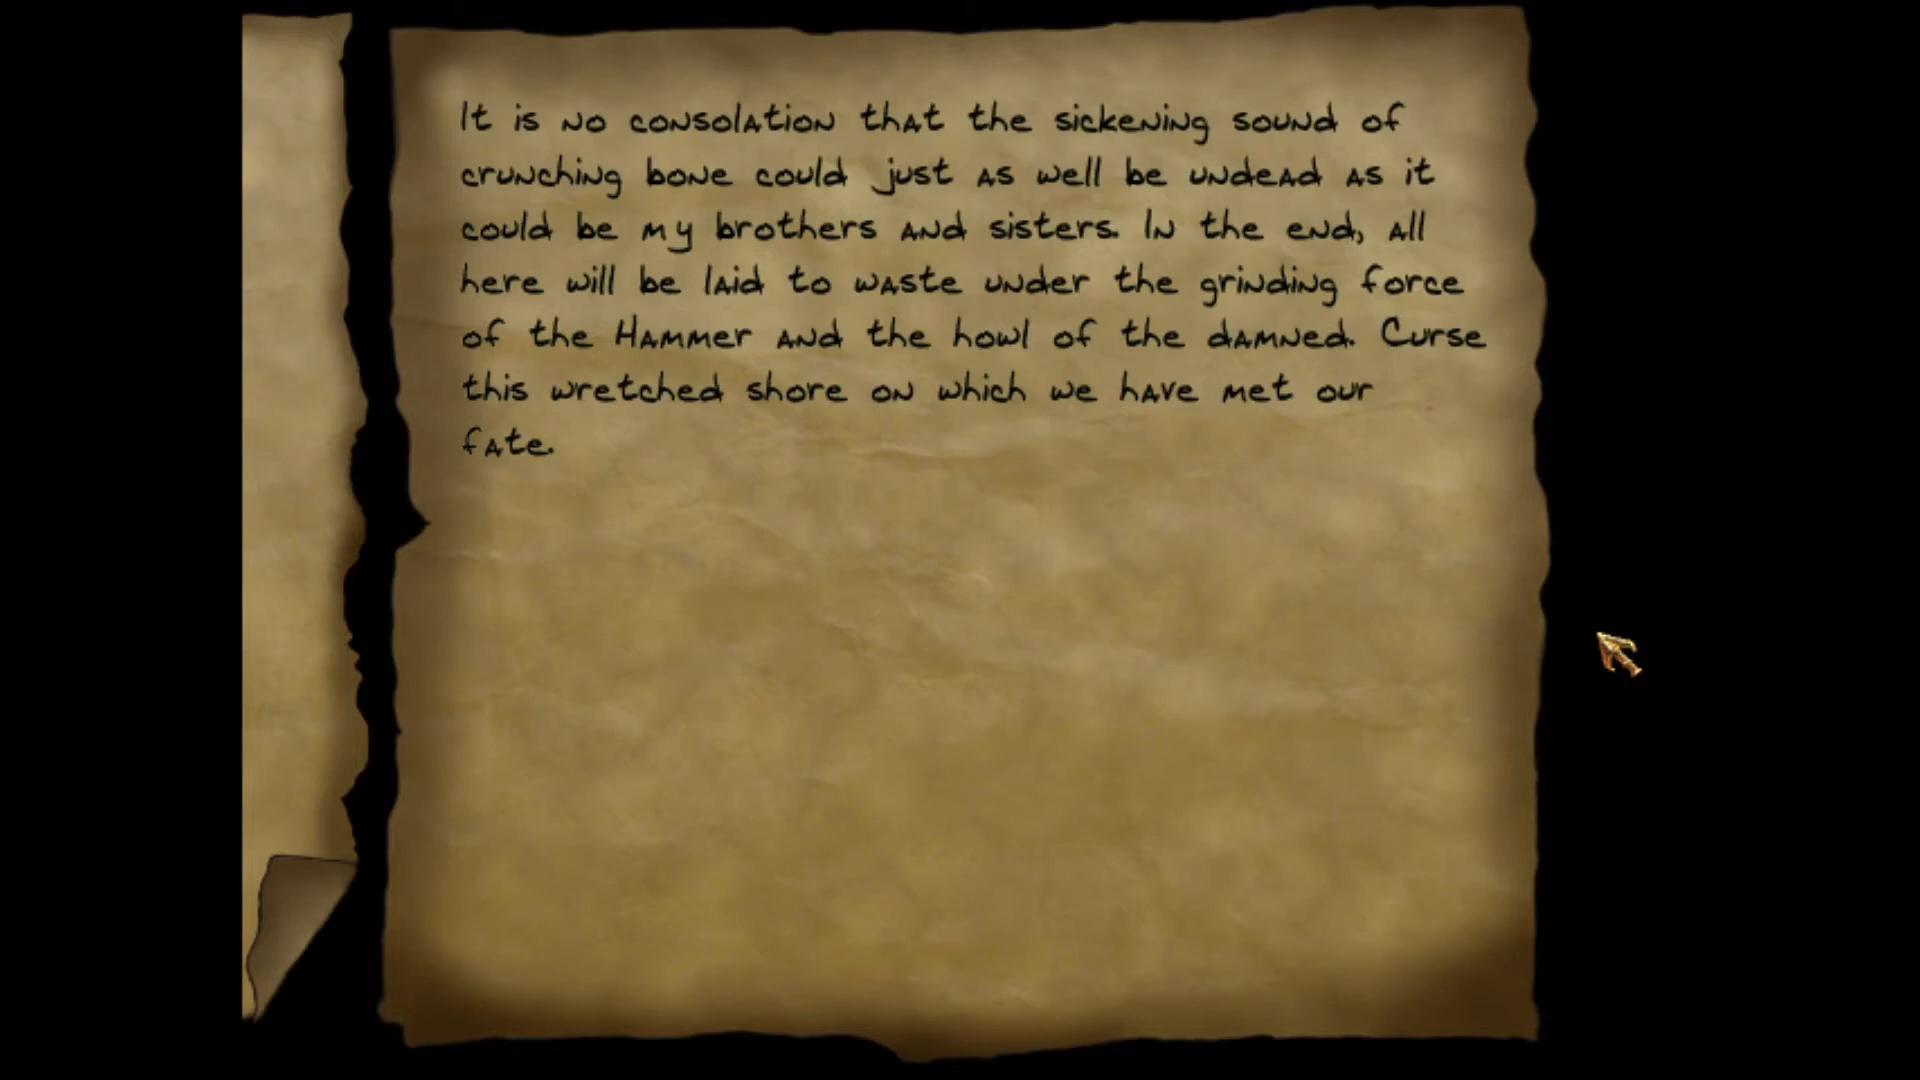 It is no consolation that the sickening sound of
crunching bone could just as well be undead as it
could be my brothers and sisters. In the end, all
here will be laid to waste under the grinding force
of the Hammer and the howl of the damned. Curse
this wretched shore on which we have met our
fate.